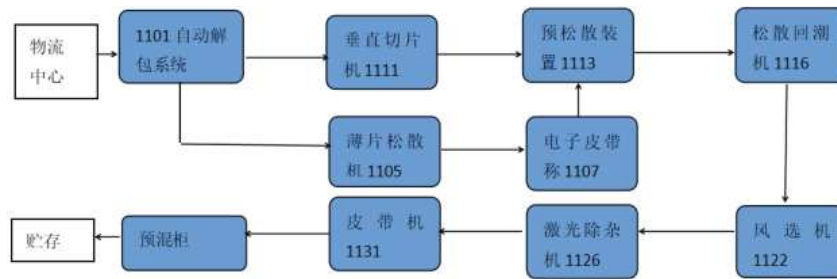 物流
中心
1101 自动解
包系统
垂直切片
机 1111
预松散装
置 1113
松散回潮
机 1116
薄片松散
机 1105
电子皮带
称 1107
贮存
预混柜
皮带机
1131
激光除杂
机 1126
风选机
1122